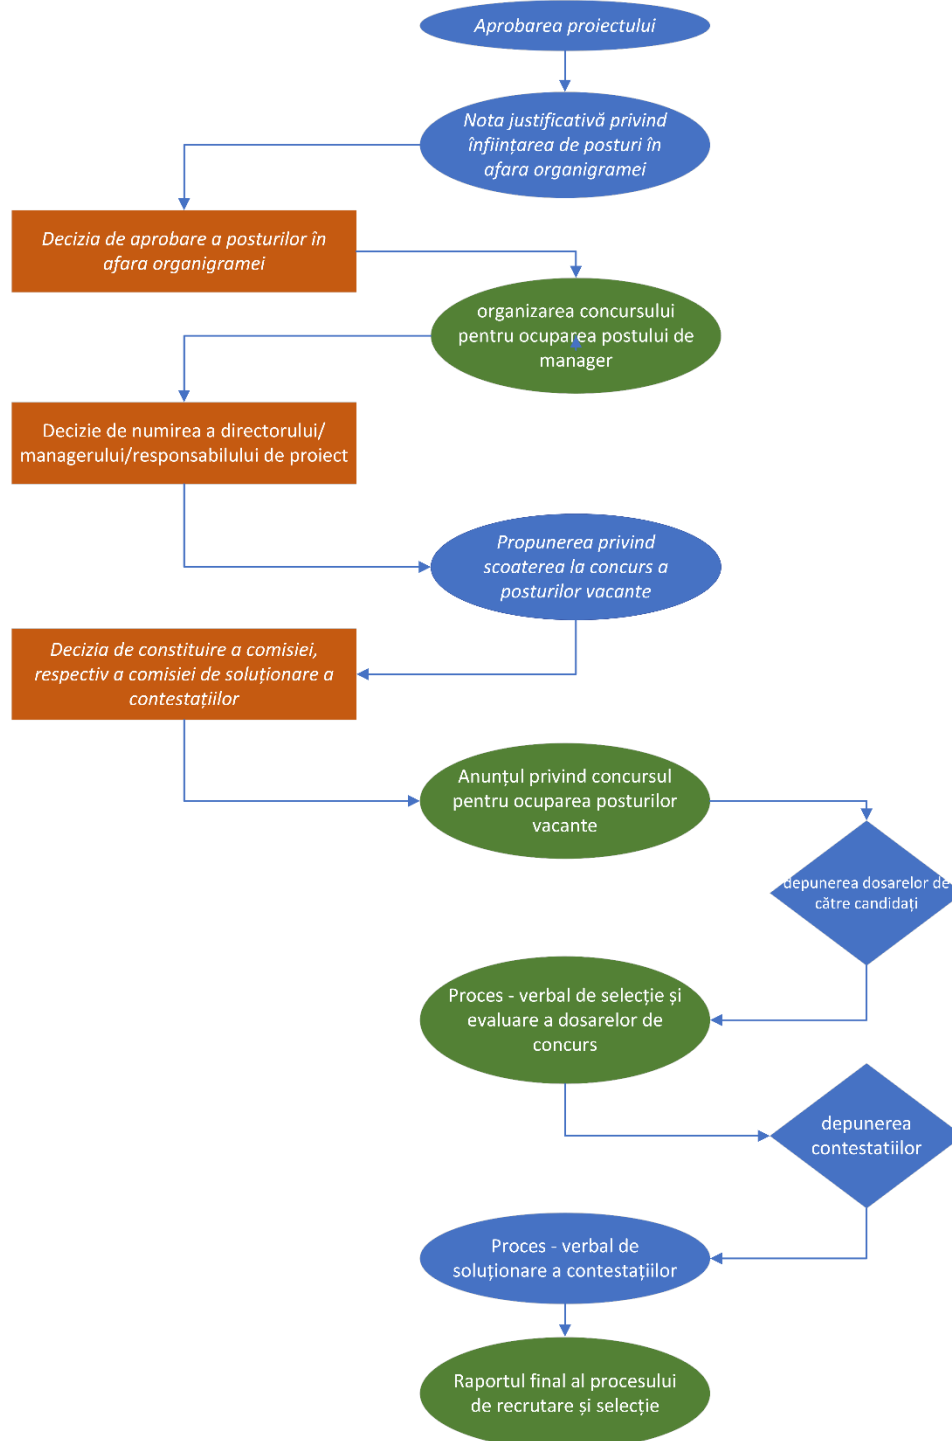 Aprobarea proiectului
Nota justificativă privind
înființarea de posturi în
afara organigramei
Decizia de aprobare a posturilor în
afara organigramei
organizarea concursului
pentru ocuparea postului de
manager
Decizie de numirea a directorului/
managerului/responsabilului de proiect
Propunerea privind
scoaterea la concurs a
posturilor vacante
Decizia de constituire a comisiei,
respectiv a comisiei de soluționare a
contestațiilor
Anunțul privind concursul
pentru ocuparea posturilor
vacante
depunerea dosarelor de
către candidați
Proces - verbal de selecție și
evaluare a dosarelor de
concurs
depunerea
contestatiilor
Proces - verbal de
soluționare a contestațiilor
Raportul final al procesului
de recrutare și selecție